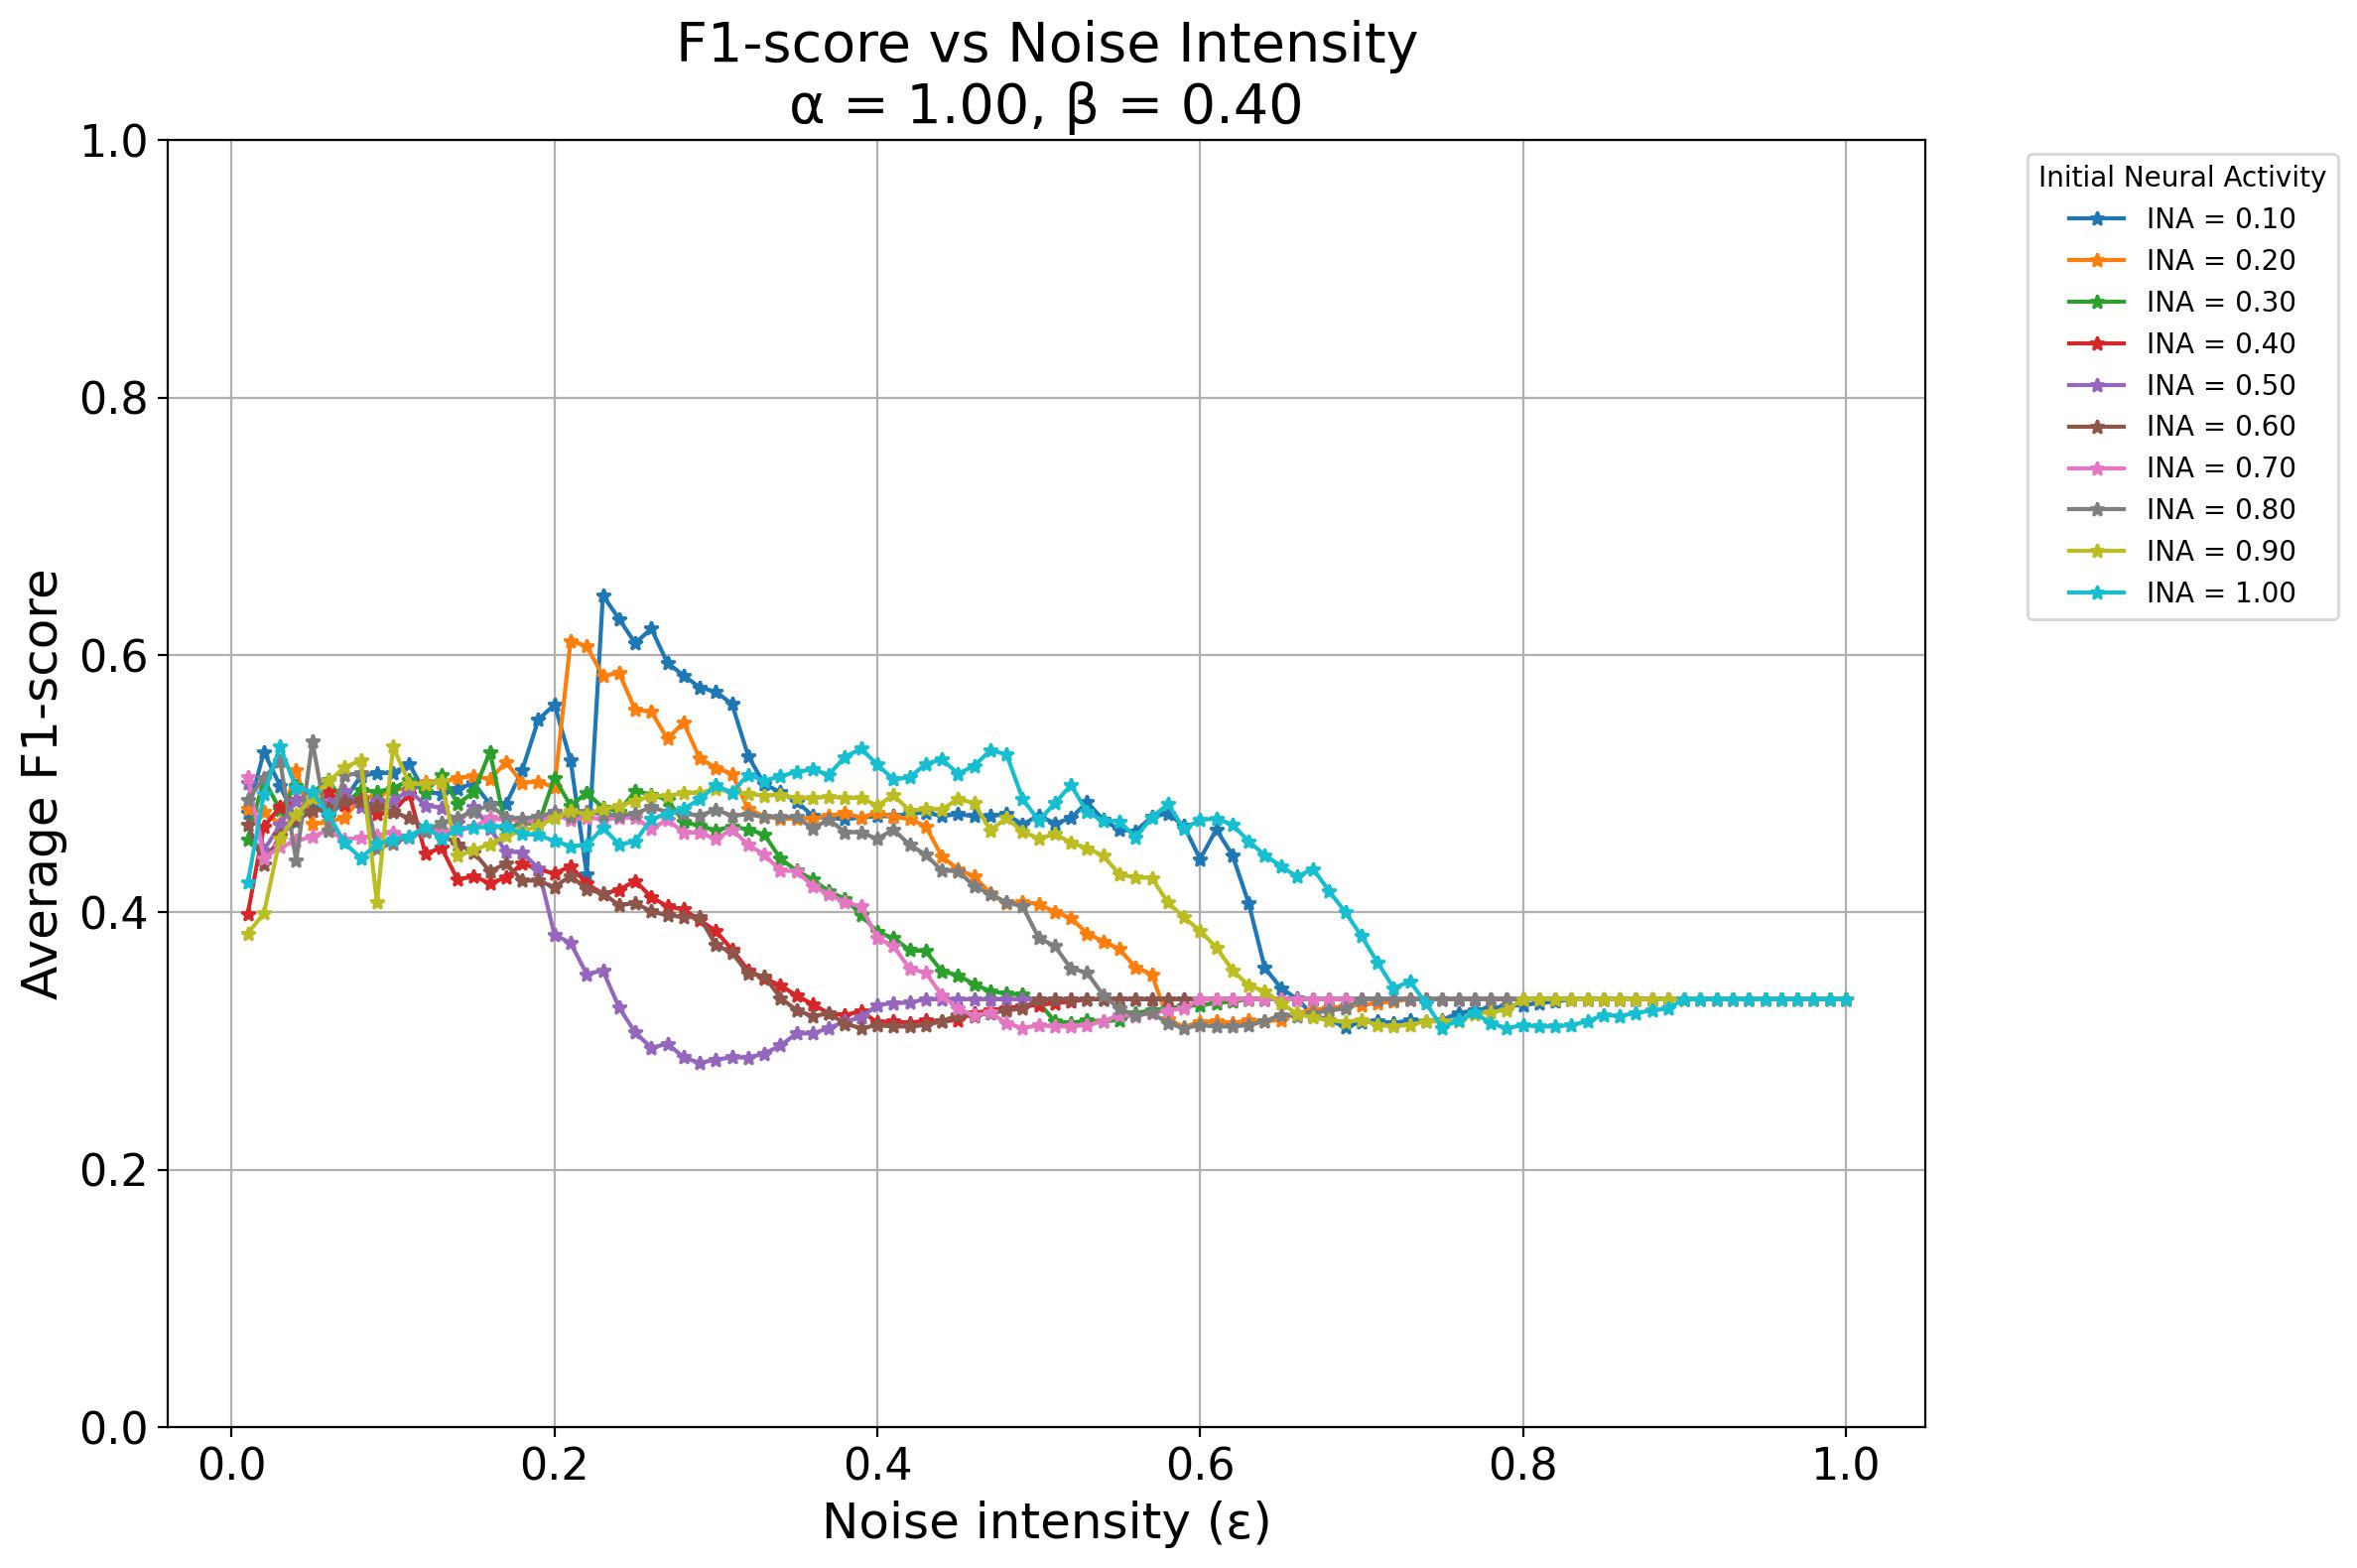 F1-score vs Noise Intensity
α = 1.00, β = 0.40
1.0
0.8
0.6
0.4
0.2
0.0
Average F1-score
0.0
0.2
0.4
0.6
0.8
1.0
Noise intensity (ε)
Initial Neural Activity
INA = 0.10
INA = 0.20
INA = 0.30
INA = 0.40
INA = 0.50
INA = 0.60
INA = 0.70
INA = 0.80
INA = 0.90
INA = 1.00